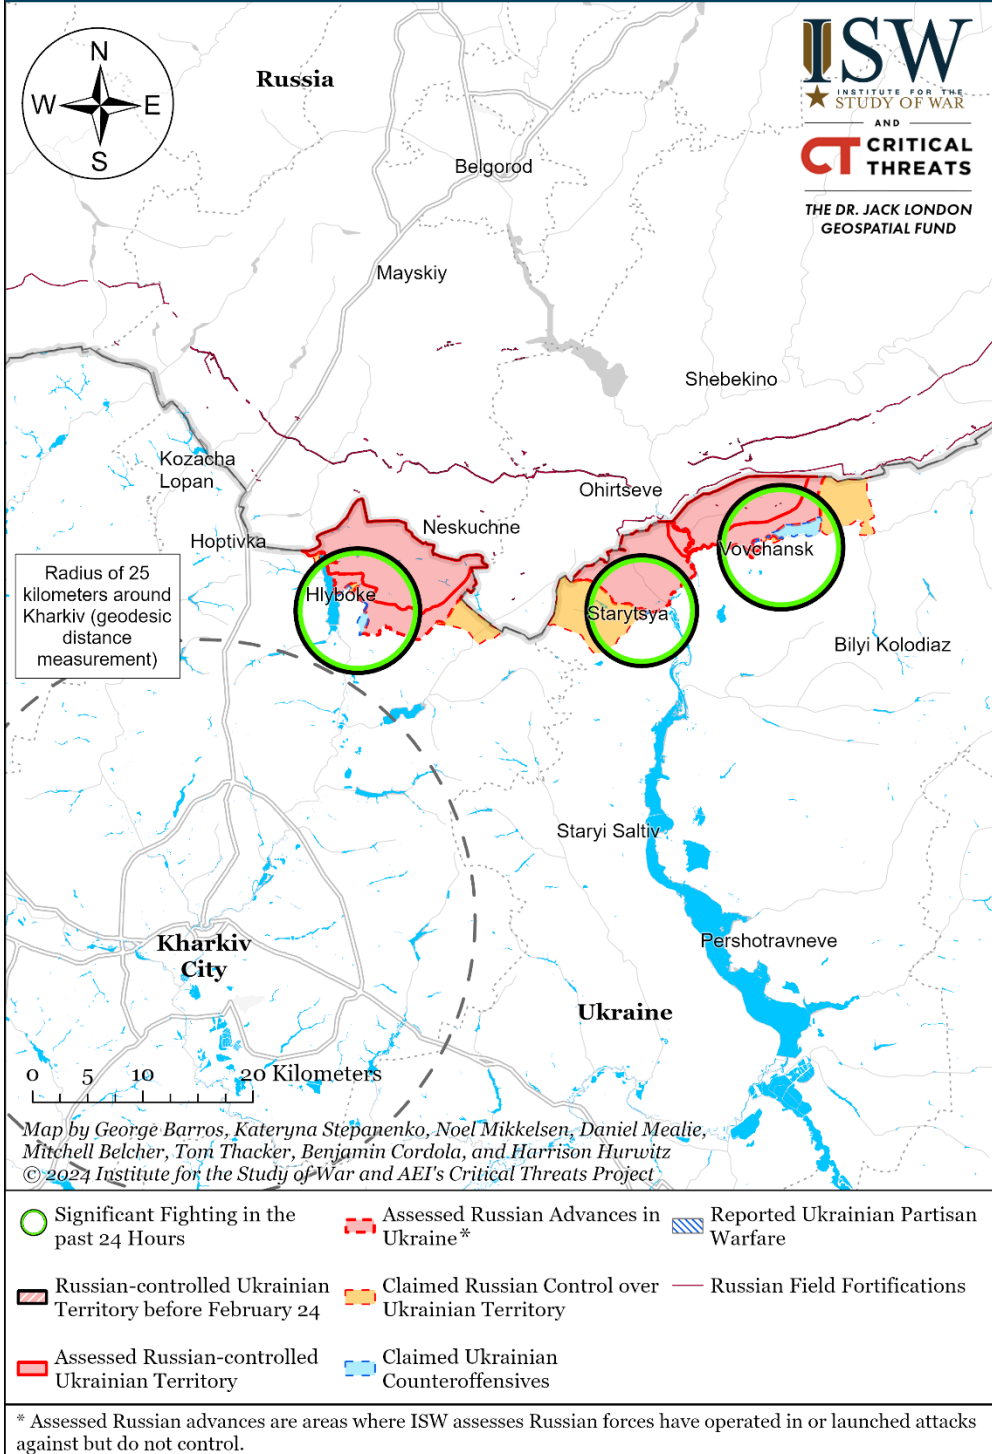 N
W
E
S
Russia
ISW
INSTITUTE FOR THE
STUDY OF WAR
AND
CT CRITICAL
THREATS
THE DR. JACK LONDON
GEOSPATIAL FUND
Belgorod
Mayskiy
Shebekino
Kozacha
Lopan
Ohirtseve
Neskuchne
Hoptivka
Vovchansk
Radius of 25
kilometers around
Kharkiv (geodesic
distance
measurement)
Hlyboke
Starytsya
Bilyi Kolodiaz
Staryi Saltiv
Kharkiv
City
Pershotravneve
Ukraine
0 5 10 20 Kilometers
Map by George Barros, Kateryna Stepanenko, Noel Mikkelsen, Daniel Mealie,
Mitchell Belcher, Tom Thacker, Benjamin Cordola, and Harrison Hurwitz
© 2024 Institute for the Study of War and AEI's Critical Threats Project
Significant Fighting in the
past 24 Hours
Russian-controlled Ukrainian
Territory before February 24
Assessed Russian-controlled
Ukrainian Territory
Assessed Russian Advances in
Ukraine*
Claimed Russian Control over
Ukrainian Territory
Claimed Ukrainian
Counteroffensives
Reported Ukrainian Partisan
Warfare
Russian Field Fortifications
* Assessed Russian advances are areas where ISW assesses Russian forces have operated in or launched attacks
against but do not control.